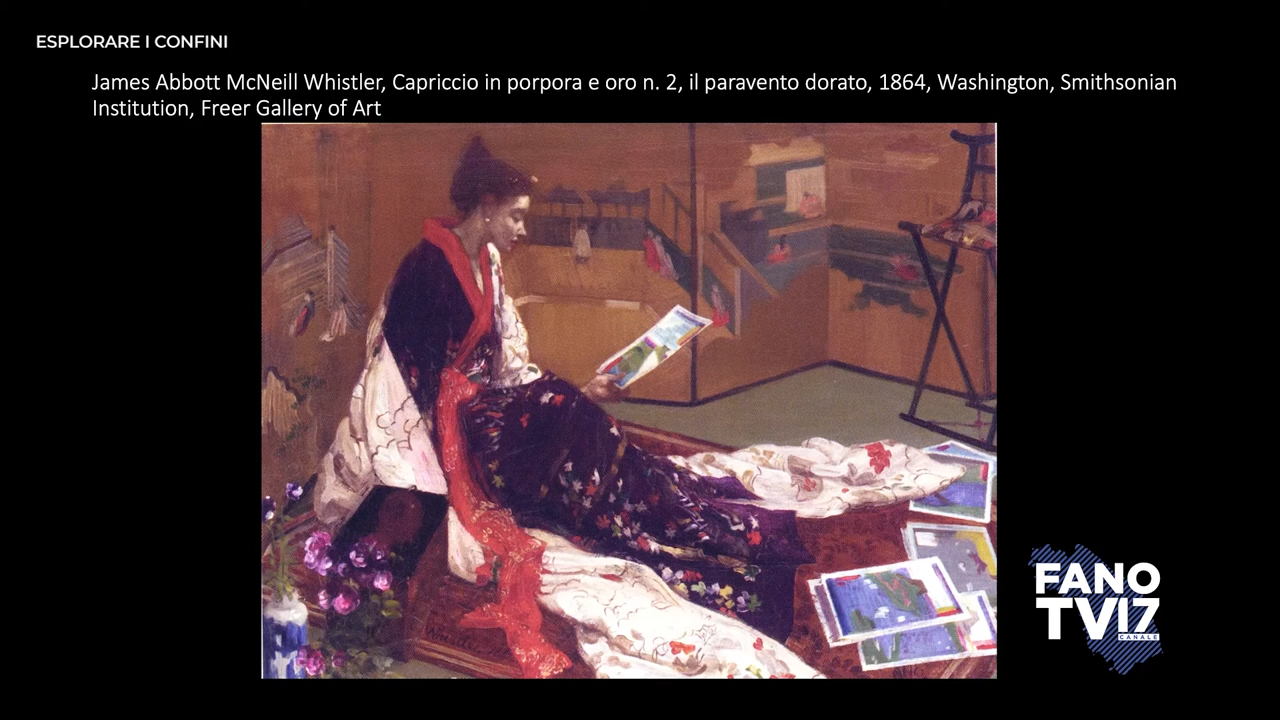 ESPLORARE I CONFINI
James Abbott McNeill Whistler, Capriccio in porpora e oro n. 2, il paravento dorato, 1864, Washington, Smithsonian
Institution, Freer Gallery of Art
FANO
TV17
CANALE